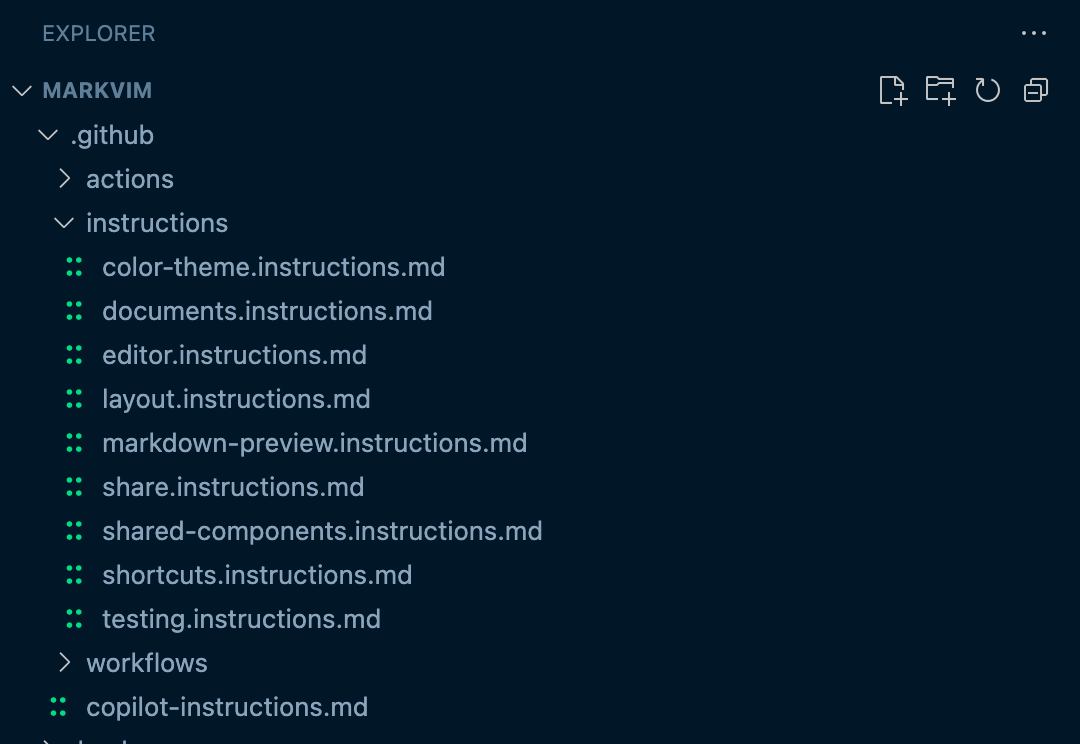 EXPLORER
MARKVIM
.github
actions
instructions
color-theme.instructions.md
documents.instructions.md
editor.instructions.md
layout.instructions.md
markdown-preview.instructions.md
share.instructions.md
shared-components.instructions.md
shortcuts.instructions.md
testing.instructions.md
workflows
copilot-instructions.md